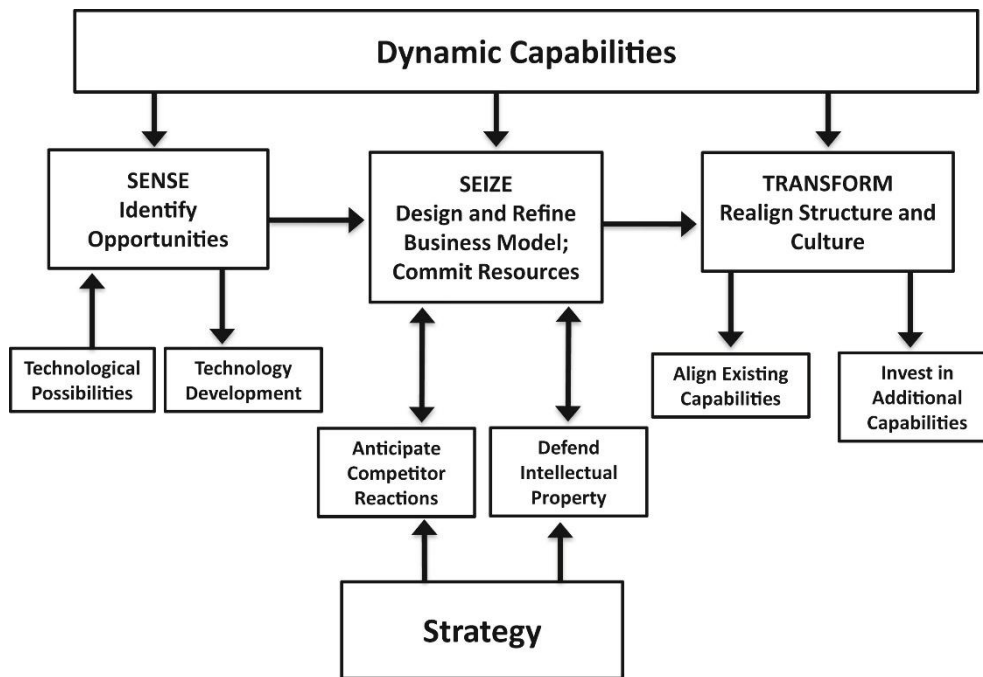 Dynamic Capabilities
SENSE
Identify
Opportunities
SEIZE
Design and Refine
Business Model;
Commit Resources
TRANSFORM
Realign Structure and
Culture
Technological
Possibilities
Technology
Development
Anticipate
Competitor
Reactions
Defend
Intellectual
Property
Align Existing
Capabilities
Invest in
Additional
Capabilities
Strategy